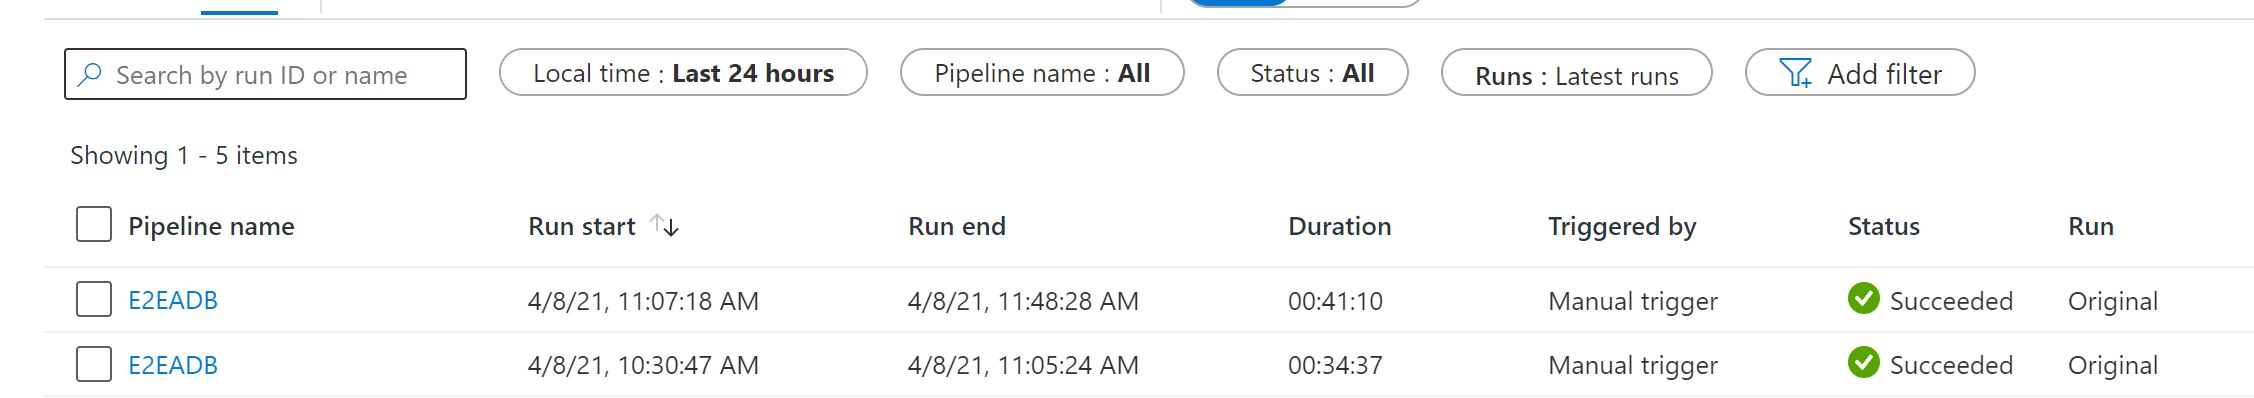 Search by run ID or name Local time : Last 24 hours Pipeline name : All Status : All Runs : Latest runs Add filter
Showing 1 - 5 items
Pipeline name Run start Run end Duration Triggered by Status Run
E2EADB 4/8/21, 11:07:18 AM 4/8/21, 11:48:28 AM 00:41:10 Manual trigger Succeeded Original
E2EADB 4/8/21, 10:30:47 AM 4/8/21, 11:05:24 AM 00:34:37 Manual trigger Succeeded Original